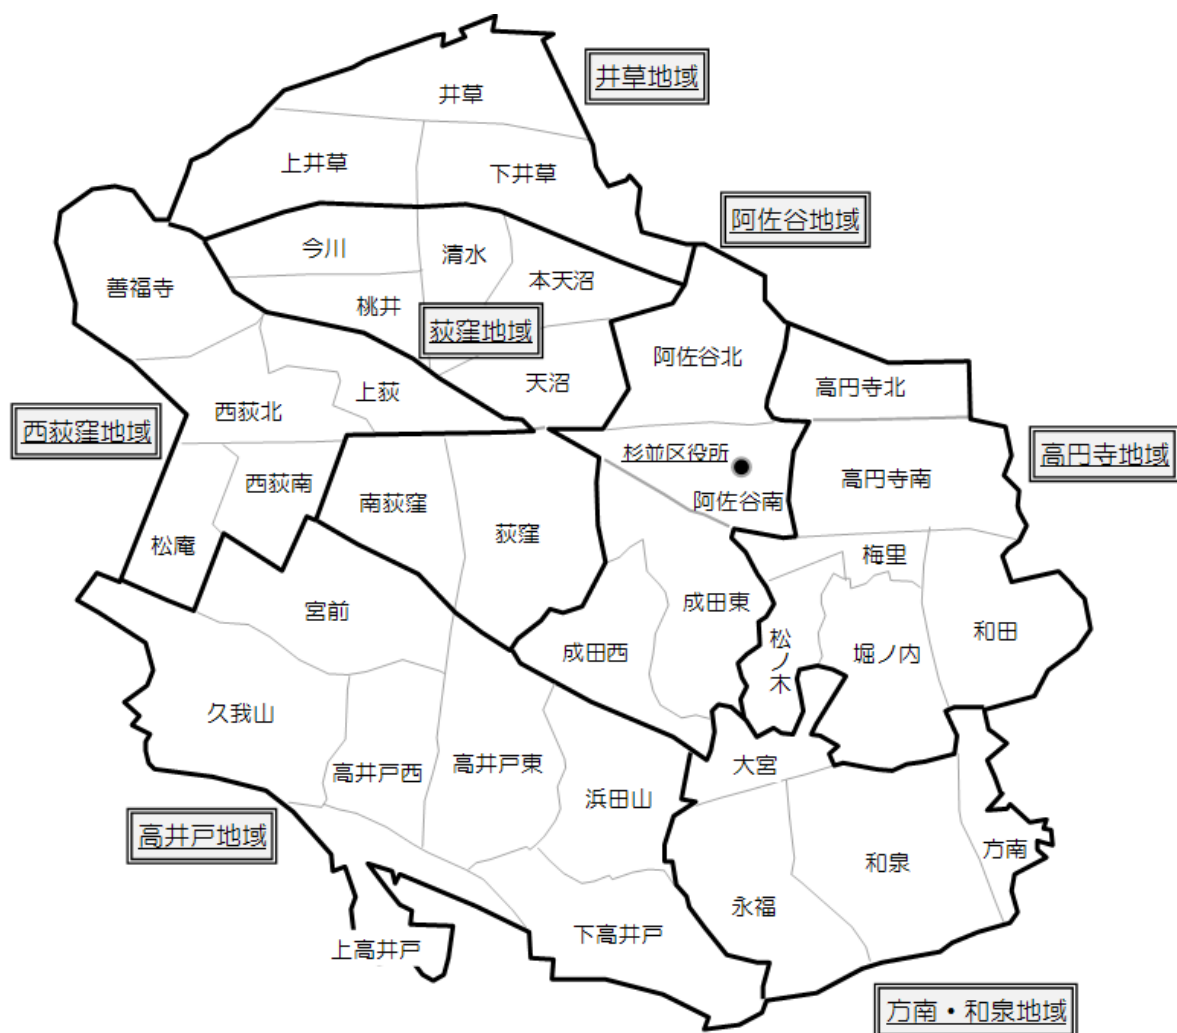 井草地域
井草
上井草
下井草
阿佐谷地域
今川
清水
本天沼
善福寺
桃井
荻窪地域
阿佐谷北
天沼
上荻
高円寺北
西荻北
西荻窪地域
杉並区役所
高円寺地域
西荻南
南荻窪
阿佐谷南
高円寺南
荻窪
松庵
梅里
宮前
成田東
和田
成田西
松ノ木
堀ノ内
久我山
高井戸西
高井戸東
大宮
浜田山
高井戸地域
方南
和泉
永福
下高井戸
上高井戸
方南・和泉地域